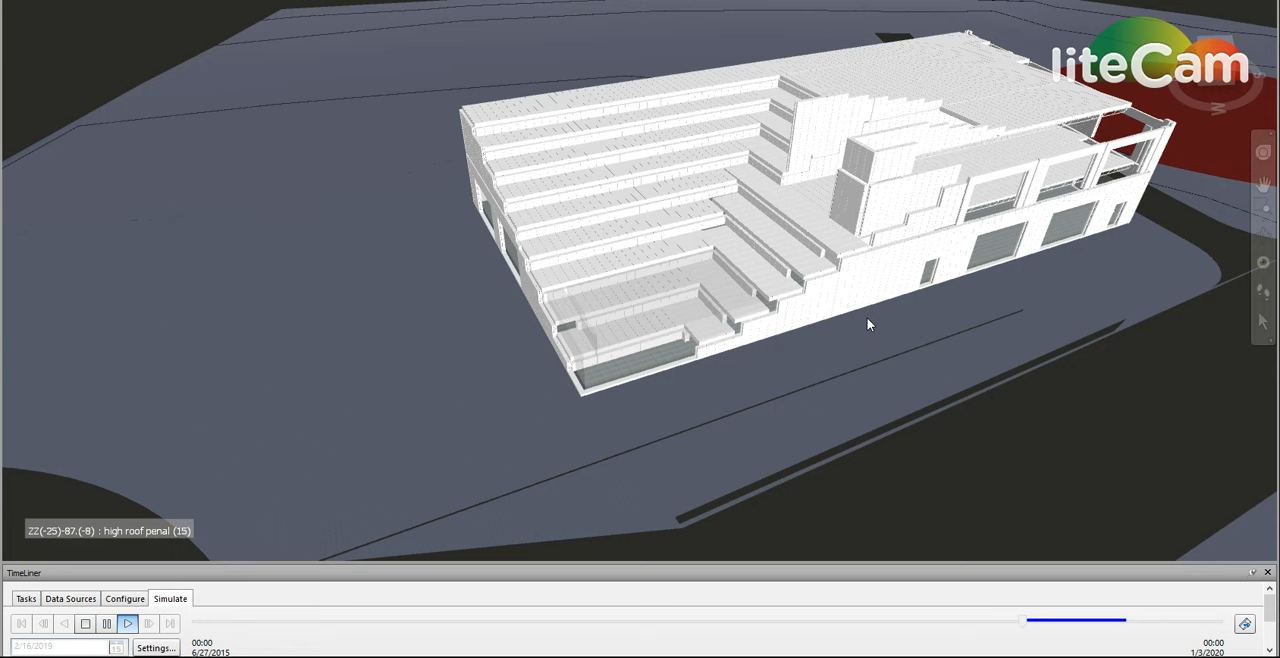 liteCam
S
W
ZZ(-25)-87.(-8) : high roof penal (15)
TimeLiner
Tasks Data Sources Configure Simulate
00:00 00:00
2/16/2019 15 Settings... 6/27/2015 1/3/2020